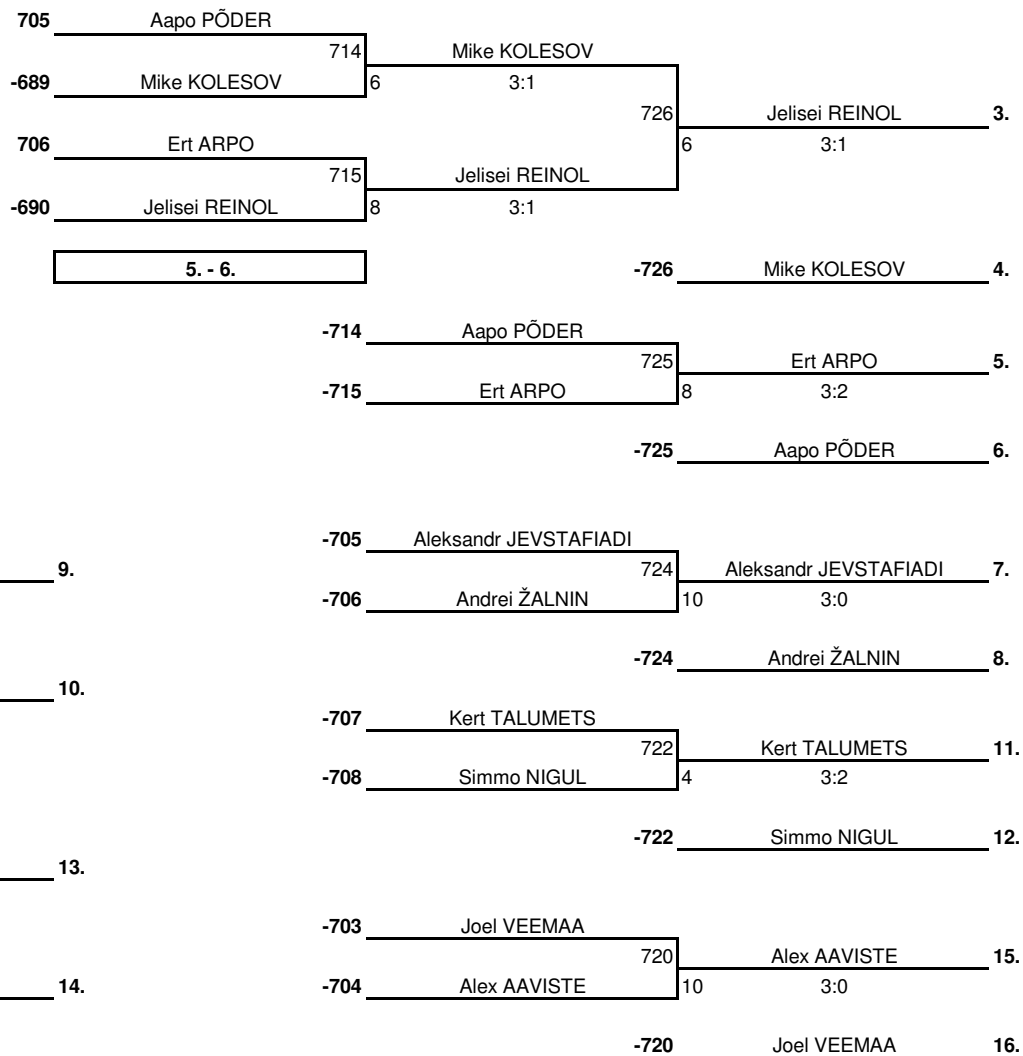 705 Aapo PÕDER
714 Mike KOLESOV
-689 Mike KOLESOV 6 3:1
726 Jelisei REINOL 3.
706 Ert ARPO 6 3:1
715 Jelisei REINOL
-690 Jelisei REINOL 8 3:1
5. - 6. -726 Mike KOLESOV 4.
-714 Aapo PÕDER
725 Ert ARPO 5.
-715 Ert ARPO 8 3:2
-725 Aapo PÕDER 6.
-705 Aleksandr JEVSTAFIADI
9. 724 Aleksandr JEVSTAFIADI 7.
-706 Andrei ŽALNIN 10 3:0
-724 Andrei ŽALNIN 8.
10.
-707 Kert TALUMETS
722 Kert TALUMETS 11.
-708 Simmo NIGUL 4 3:2
-722 Simmo NIGUL 12.
13.
-703 Joel VEEMAA
720 Alex AAVISTE 15.
14. -704 Alex AAVISTE 10 3:0
-720 Joel VEEMAA 16.